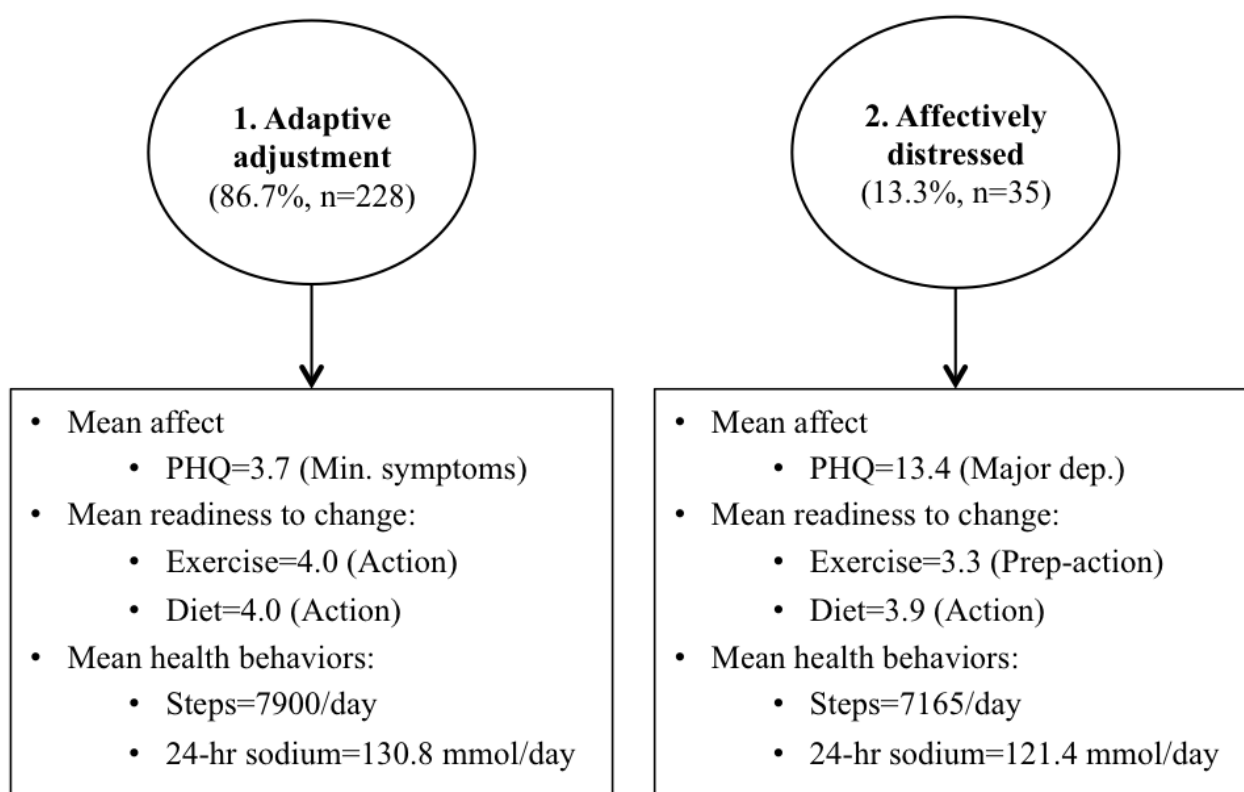 1. Adaptive
adjustment
(86.7%, n=228)
• Mean affect
• PHQ=3.7 (Min. symptoms)
• Mean readiness to change:
• Exercise=4.0 (Action)
• Diet=4.0 (Action)
• Mean health behaviors:
• Steps=7900/day
• 24-hr sodium=130.8 mmol/day
2. Affectively
distressed
(13.3%, n=35)
• Mean affect
• PHQ=13.4 (Major dep.)
• Mean readiness to change:
• Exercise=3.3 (Prep-action)
• Diet=3.9 (Action)
• Mean health behaviors:
• Steps=7165/day
• 24-hr sodium=121.4 mmol/day